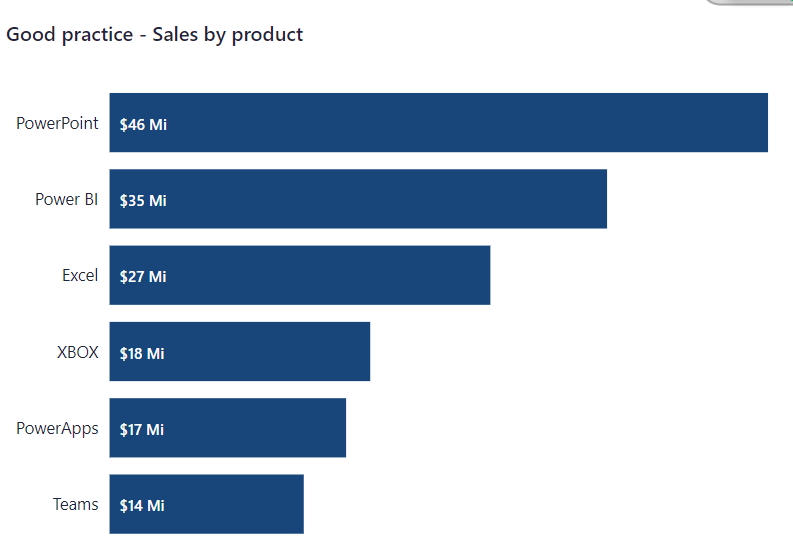 Good practice - Sales by product
PowerPoint $46 Mi
Power BI $35 Mi
Excel $27 Mi
XBOX $18 Mi
PowerApps $17 Mi
Teams $14 Mi